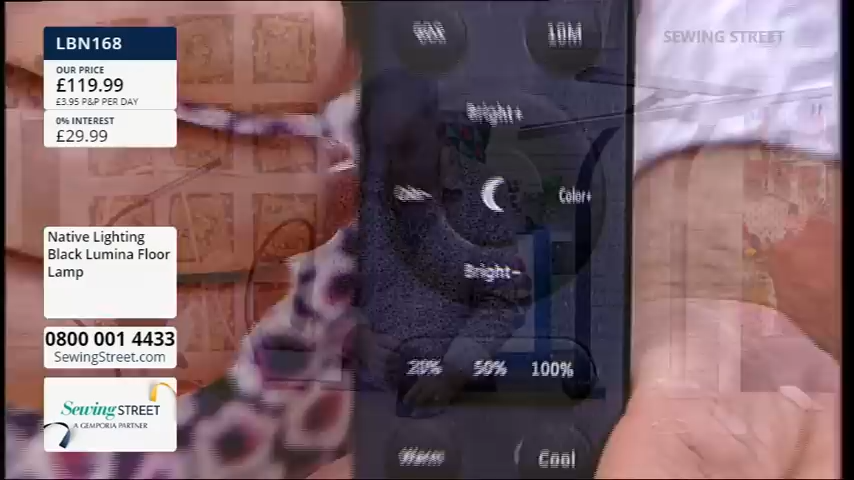 LBN168
OUR PRICE
£119.99
£3.95 P&P PER DAY
0% INTEREST
£29.99
Native Lighting
Black Lumina Floor
Lamp
0800 001 4433
SewingStreet.com
Sewing STREET
A GEMPORIA PARTNER
SEWING STREET
10M
Bright+
Color+
Bright-
20% 50% 100%
Warm Cool